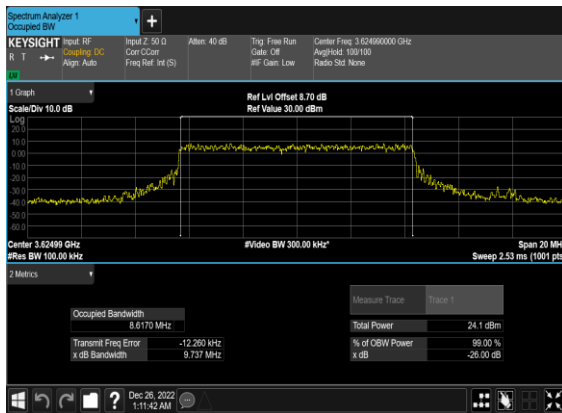 Spectrum Analyzer 1
Occupied BW
KEYSIGHT
R T
Input: RF
Coupling: DC
Align: Auto
Input Z: 50 Ω
Corr CCorr
Freq Ref: Int (S)
Atten: 40 dB
Trig: Free Run
Gate: Off
#IF Gain: Low
Center Freq: 3.624990000 GHz
Avg|Hold: 100/100
Radio Std: None
1 Graph
Scale/Div 10.0 dB
Ref Lvl Offset 8.70 dB
Ref Value 30.00 dBm
Log
20.0
10.0
0.00
-10.0
-20.0
-30.0
-40.0
-50.0
-60.0
Center 3.62499 GHz
#Res BW 100.00 kHz
#Video BW 300.00 kHz*
Span 20 MH
Sweep 2.53 ms (1001 pts
2 Metrics
Measure Trace Trace 1
Occupied Bandwidth
8.6170 MHz
Total Power 24.1 dBm
Transmit Freq Error -12.260 kHz
x dB Bandwidth 9.737 MHz
% of OBW Power 99.00 %
x dB -26.00 dB
?
Dec 26, 2022
1:11:42 AM